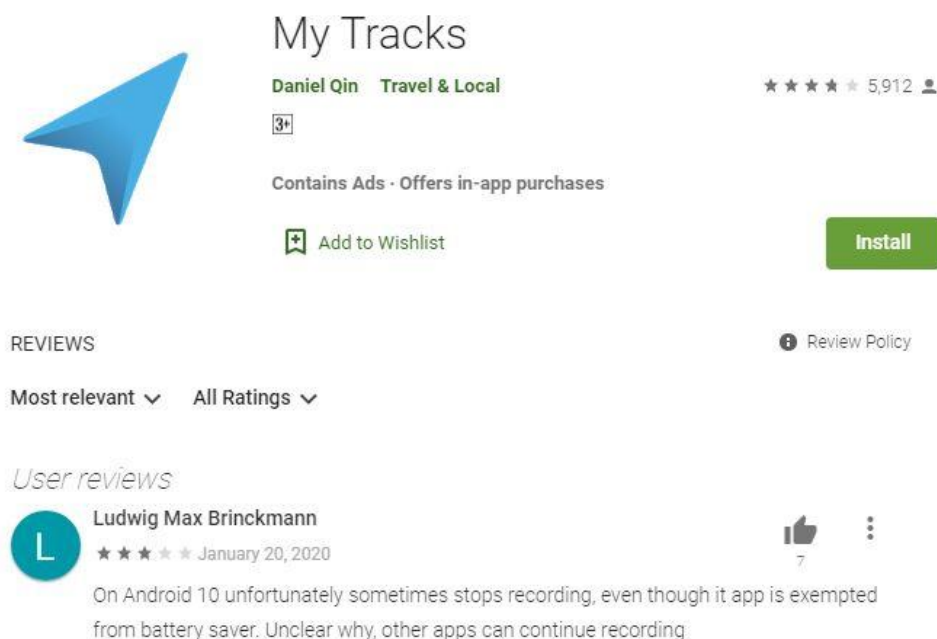 My Tracks
Daniel Qin Travel & Local 5,912
3+
Contains Ads · Offers in-app purchases
Add to Wishlist Install
REVIEWS Review Policy
Most relevant All Ratings
User reviews
L Ludwig Max Brinckmann
January 20, 2020
7
On Android 10 unfortunately sometimes stops recording, even though it app is exempted
from battery saver. Unclear why, other apps can continue recording